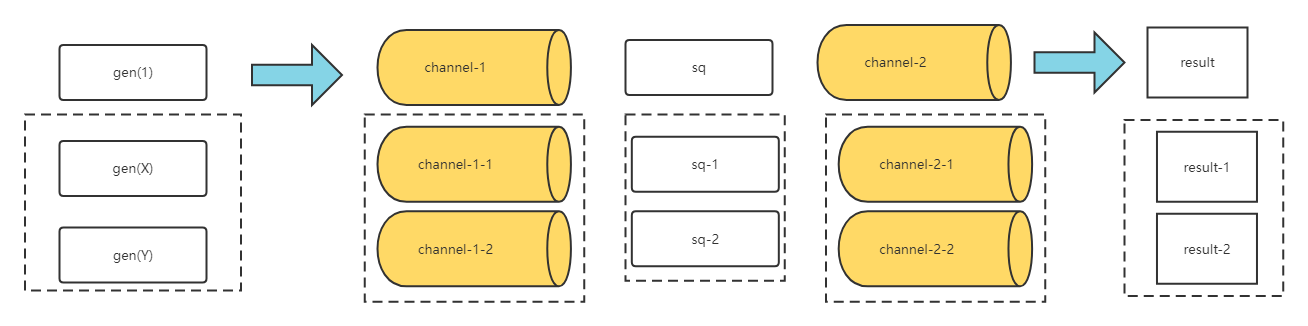 gen(1)
channel-1
sq
channel-2
result
gen(X)
channel-1-1
sq-1
channel-2-1
result-1
gen(Y)
channel-1-2
sq-2
channel-2-2
result-2